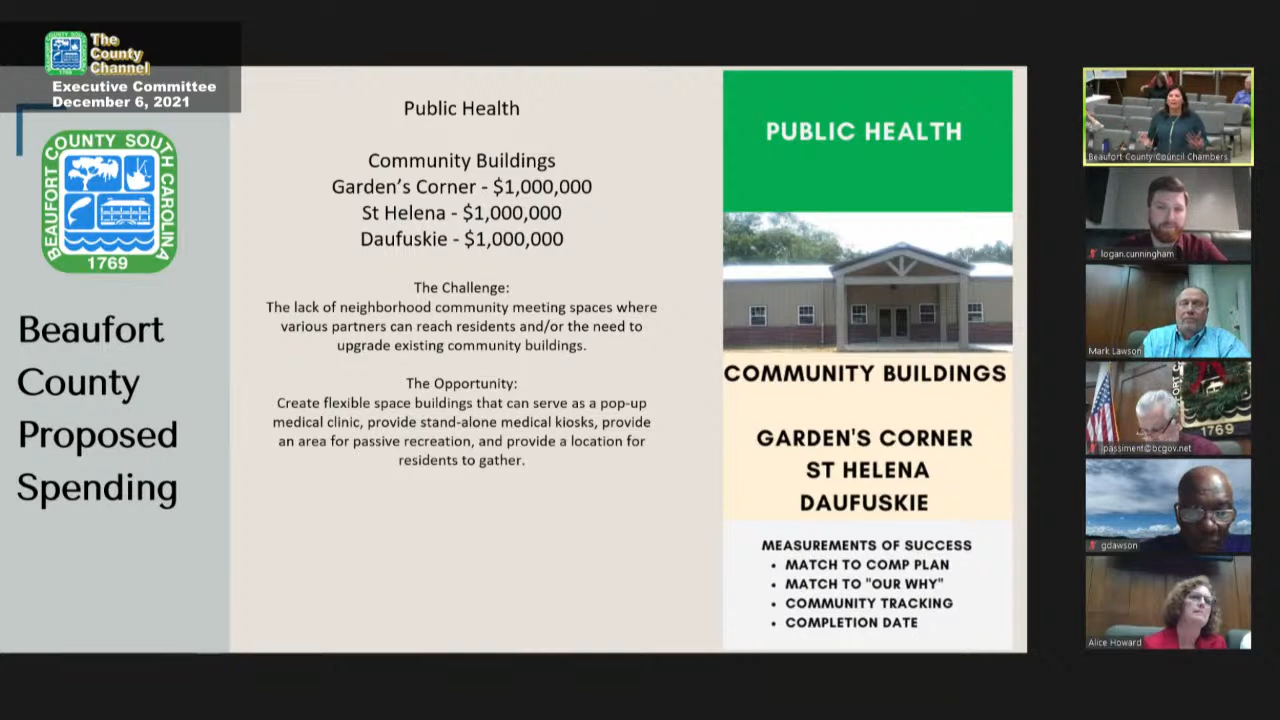 The
County
Channel
Executive Committee
December 6, 2021
BEAUFORT COUNTY SOUTH CAROLINA
1769
Beaufort
County
Proposed
Spending
Public Health
Community Buildings
Garden's Corner - $1,000,000
St Helena - $1,000,000
Daufuskie - $1,000,000
The Challenge:
The lack of neighborhood community meeting spaces where
various partners can reach residents and/or the need to
upgrade existing community buildings.
The Opportunity:
Create flexible space buildings that can serve as a pop-up
medical clinic, provide stand-alone medical kiosks, provide
an area for passive recreation, and provide a location for
residents to gather.
PUBLIC HEALTH
COMMUNITY BUILDINGS
GARDEN'S CORNER
ST HELENA
DAUFUSKIE
MEASUREMENTS OF SUCCESS
• MATCH TO COMP PLAN
• MATCH TO "OUR WHY"
• COMMUNITY TRACKING
• COMPLETION DATE
Beaufort County Council Chambers
logan.cunningham
Mark Lawson
1769
jpassiment@bcgov.net
gdawson
Alice Howard